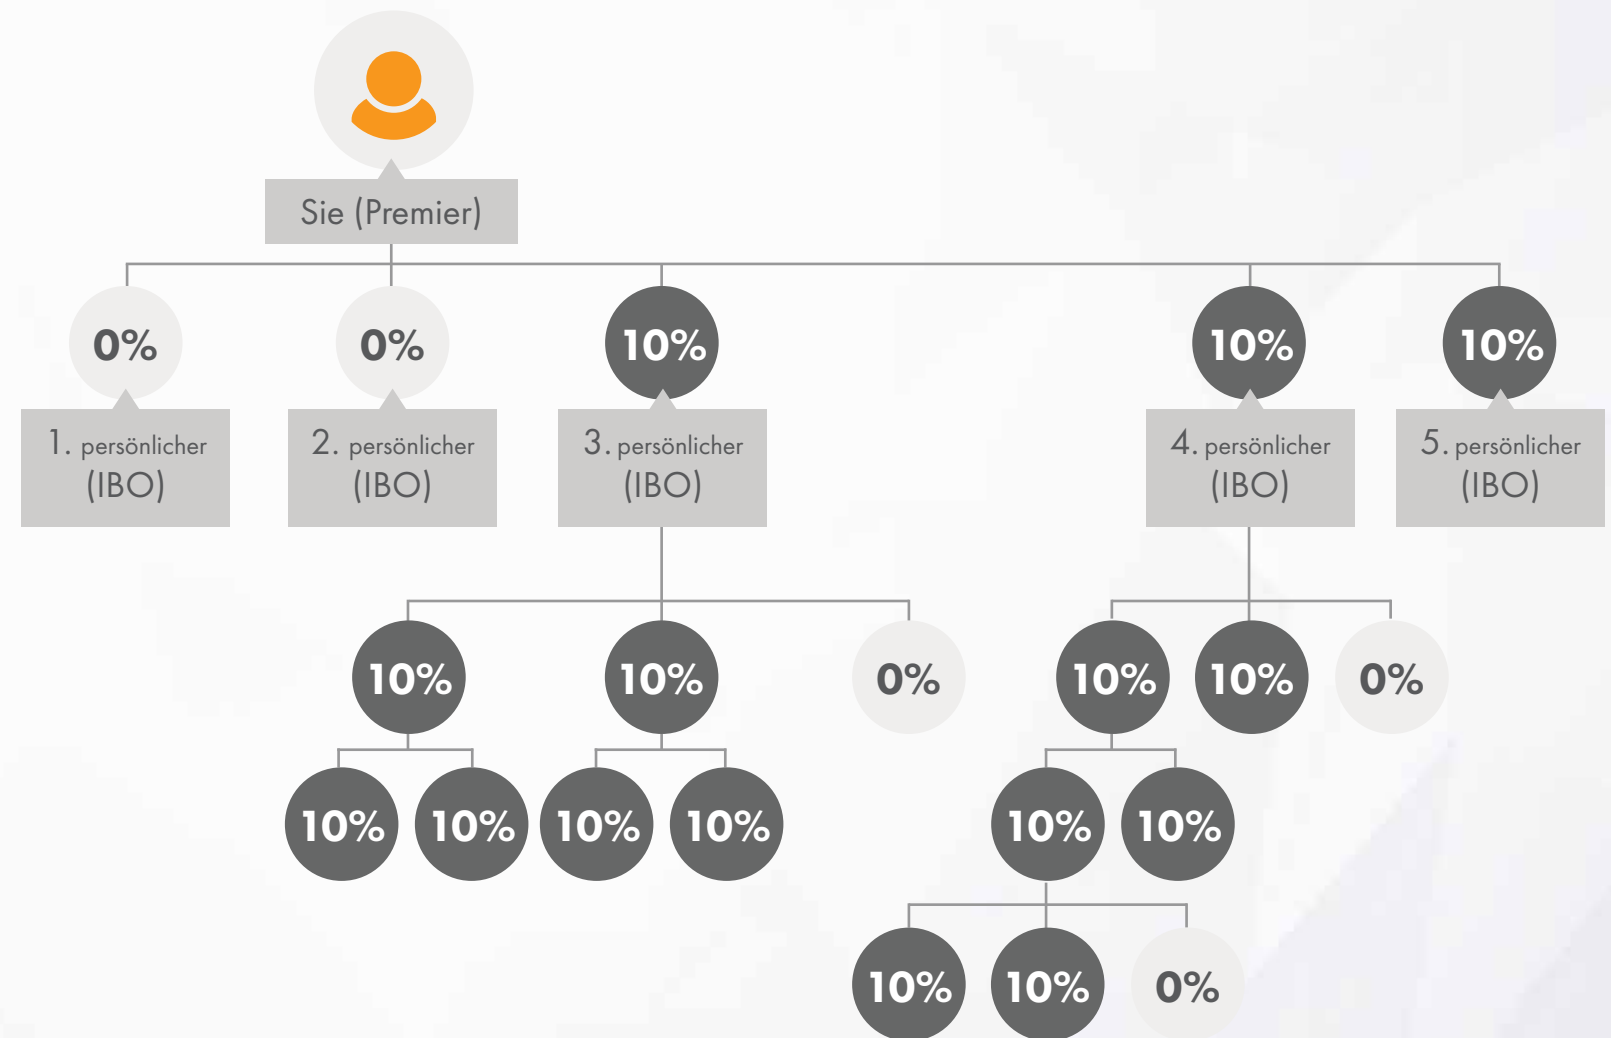 Sie (Premier)
0%
0%
10%
10%
10%
1. persönlicher
(IBO)
2. persönlicher
(IBO)
3. persönlicher
(IBO)
4. persönlicher
(IBO)
5. persönlicher
(IBO)
10%
10%
0%
10%
10%
0%
10%
10%
10%
10%
10%
10%
10%
10%
0%